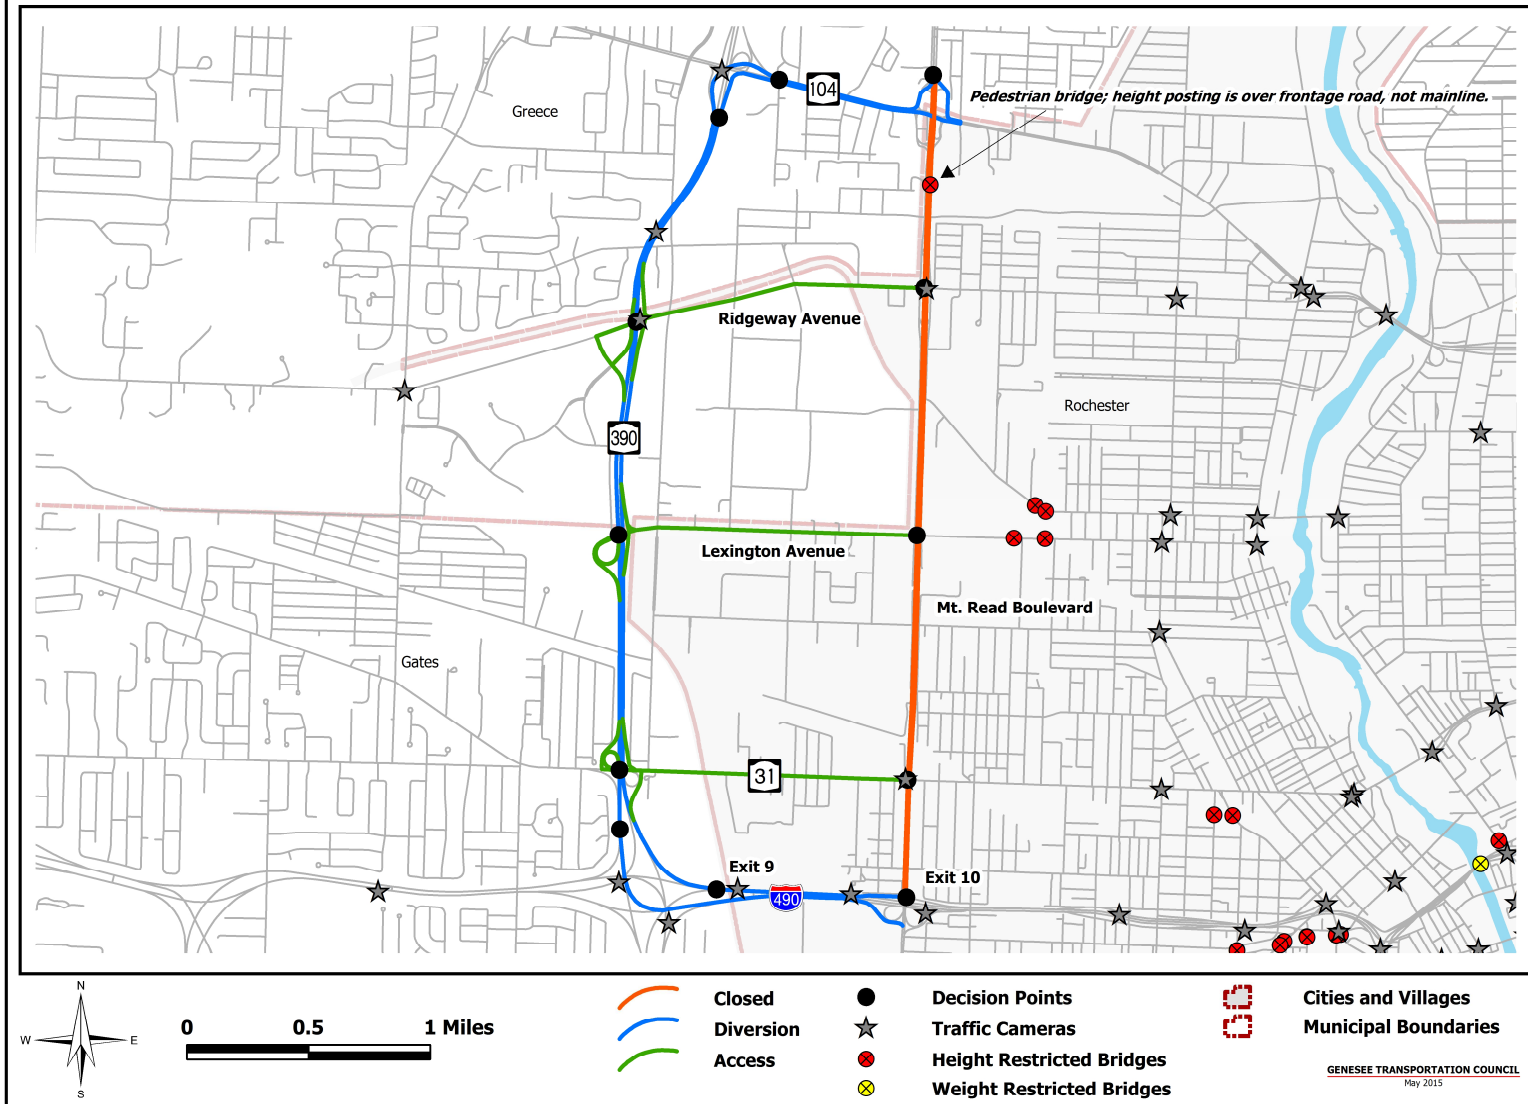 104
Greece
Pedestrian bridge; height posting is over frontage road, not mainline.
Ridgeway Avenue
Rochester
390
Lexington Avenue
Mt. Read Boulevard
Gates
31
Exit 9
Exit 10
490
N
W
E
S
0
0.5
1 Miles
Closed
Diversion
Access
Decision Points
Traffic Cameras
Height Restricted Bridges
Weight Restricted Bridges
Cities and Villages
Municipal Boundaries
GENESEE TRANSPORTATION COUNCIL
May 2015